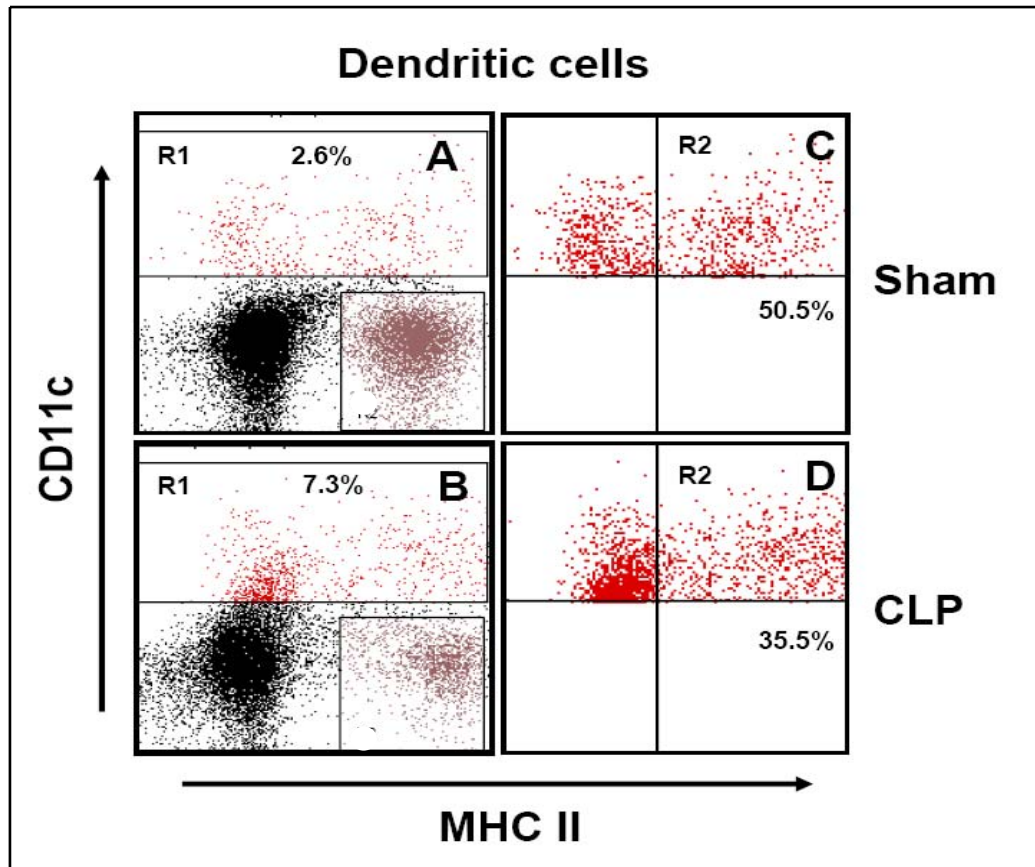 Dendritic cells
R1 2.6% A
R2 C
50.5%
Sham
R1 7.3% B
R2 D
35.5%
CLP
CD11c
MHC II